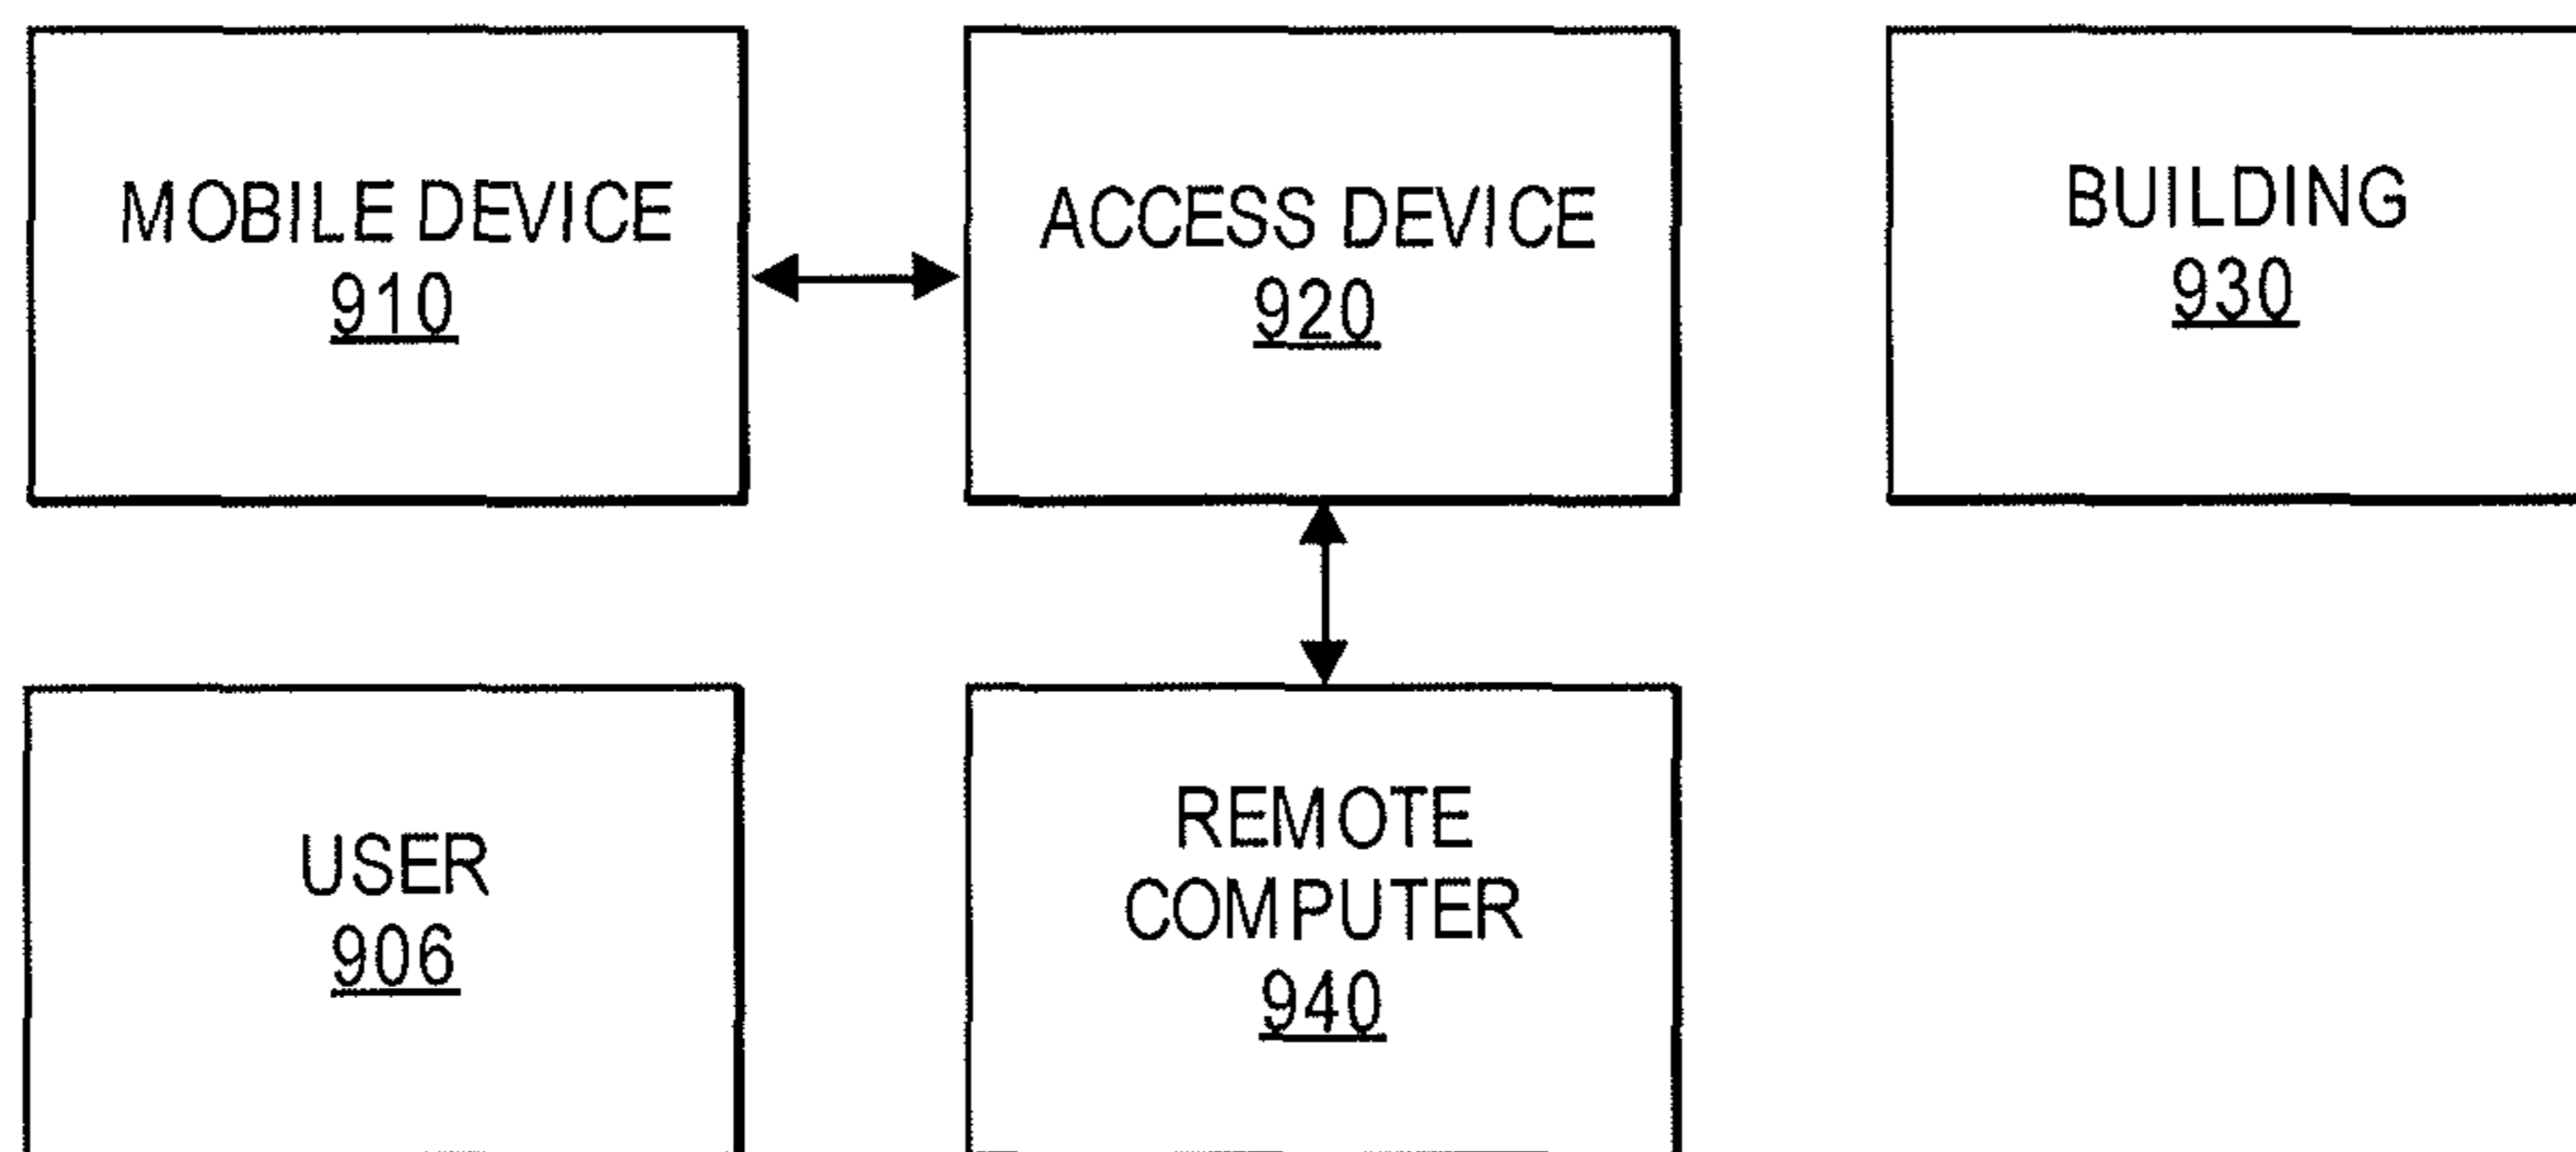 MOBILE DEVICE
910
ACCESS DEVICE
920
BUILDING
930
USER
906
REMOTE
COMPUTER
940